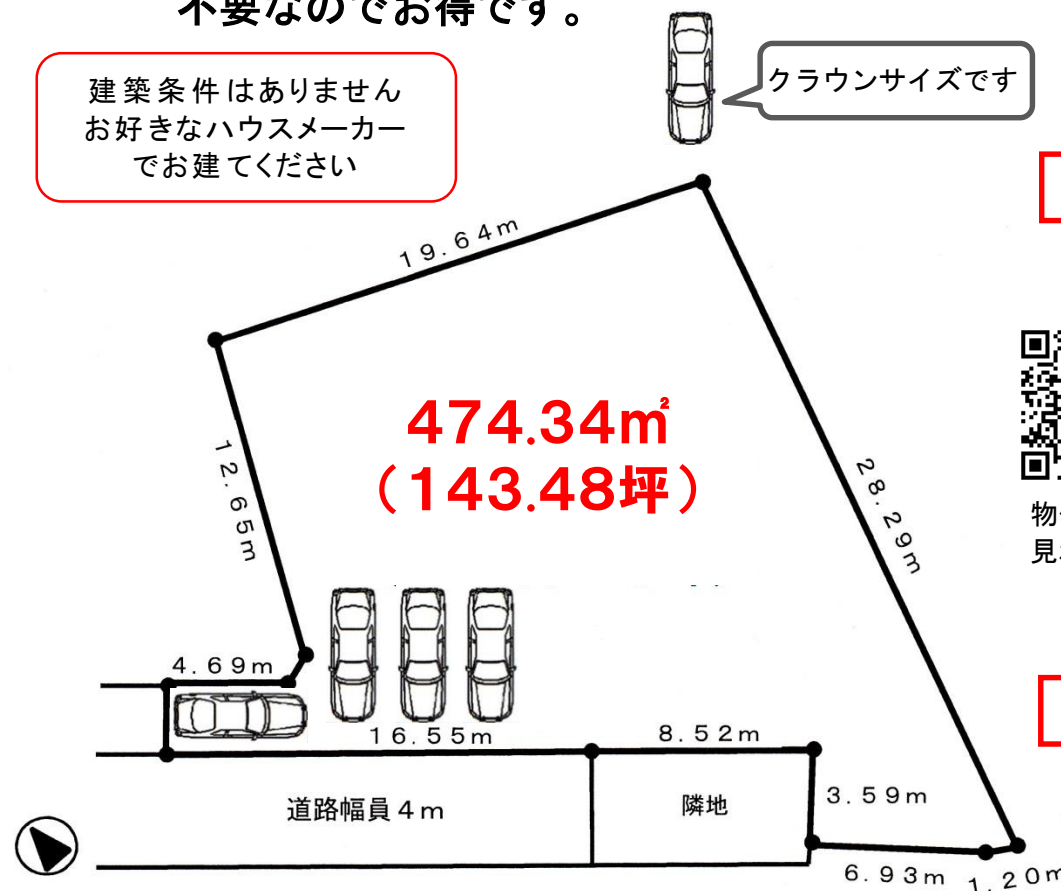 不要なのでお得です。
建築条件はありません
お好きなハウスメーカー
でお建てください
クラウンサイズです
19.64m
12.65m
474.34㎡
（143.48坪）
28.29m
4.69m
16.55m
8.52m
道路幅員4m
隣地
3.59m
6.93m
1.20m